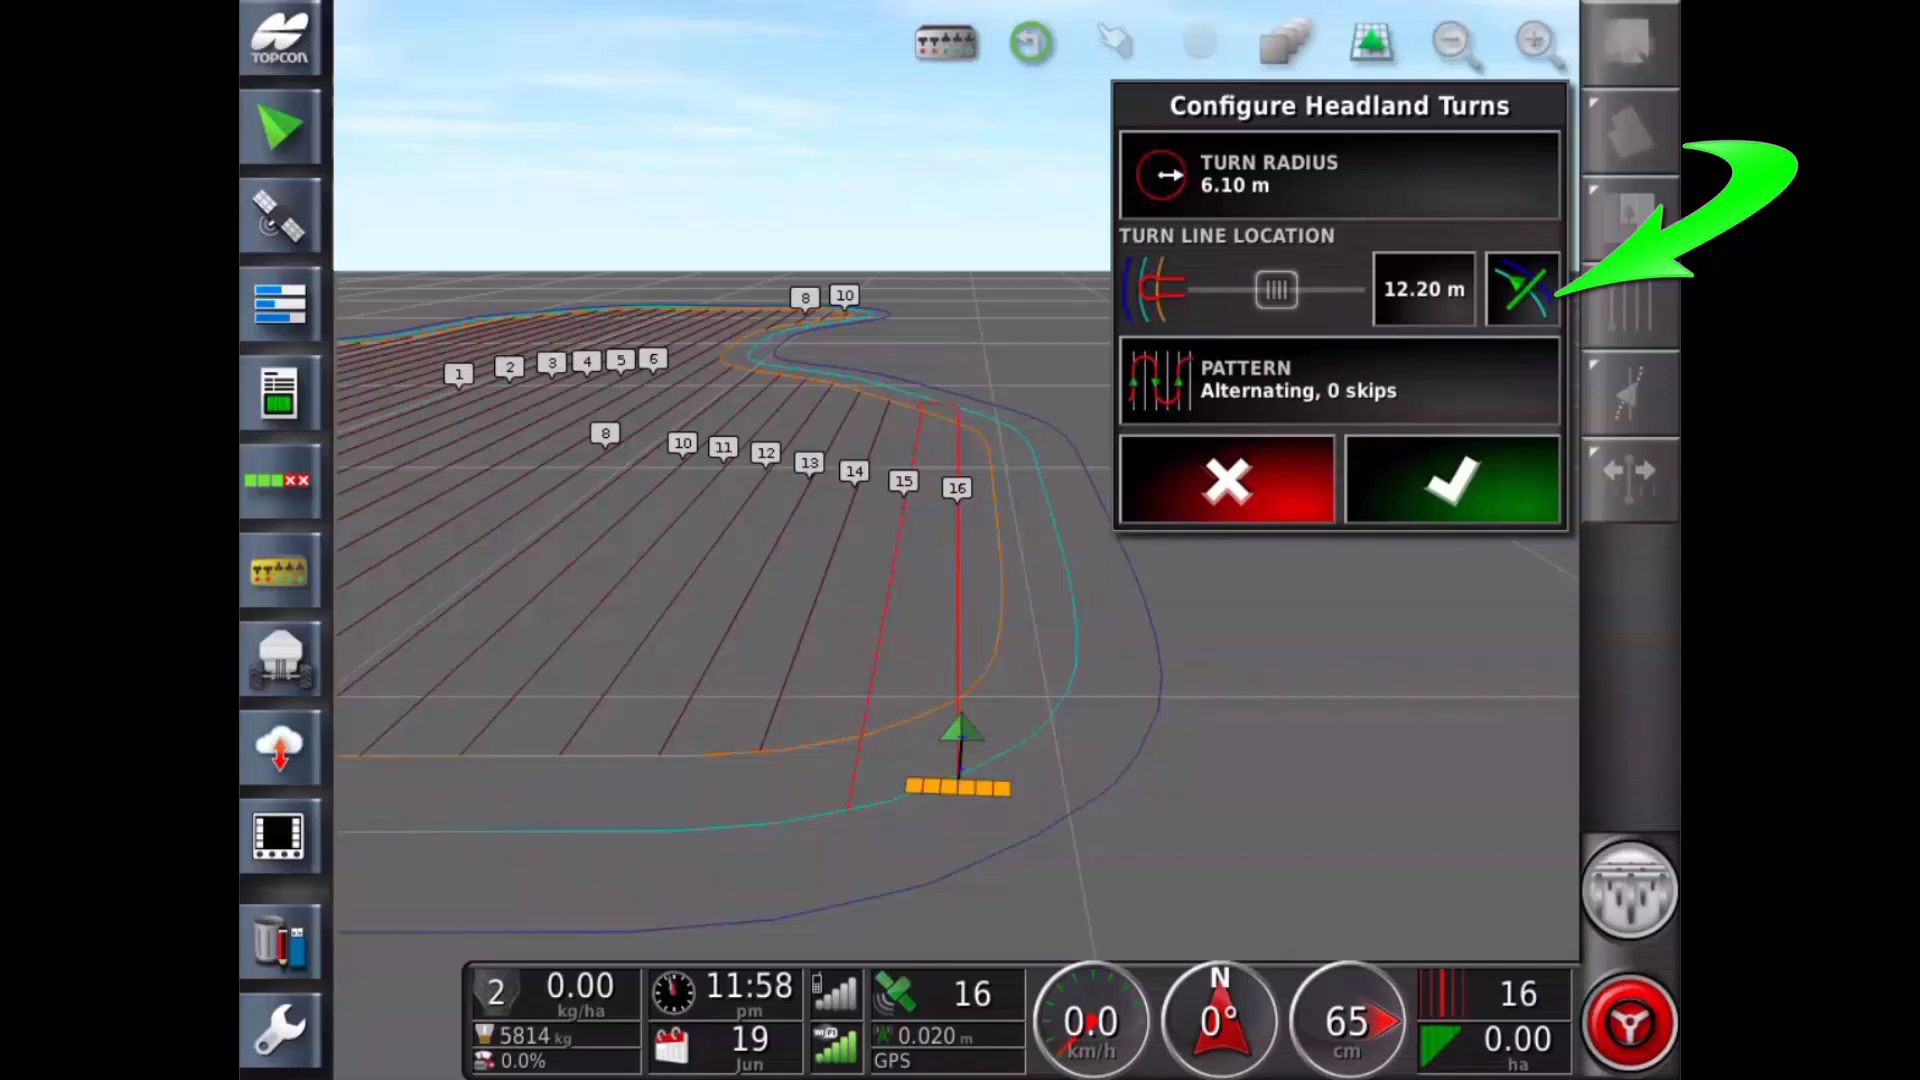 TOPCON
Configure Headland Turns
TURN RADIUS
6.10 m
TURN LINE LOCATION
12.20 m
PATTERN
Alternating, 0 skips
8
10
1
2
3
4
5
6
8
10
11
12
13
14
15
16
2
0.00
kg/ha
5814 kg
0.0%
11:58
pm
19
Jun
WiFi
16
0.020 m
GPS
0.0
km/h
N
0°
65
cm
16
0.00
ha